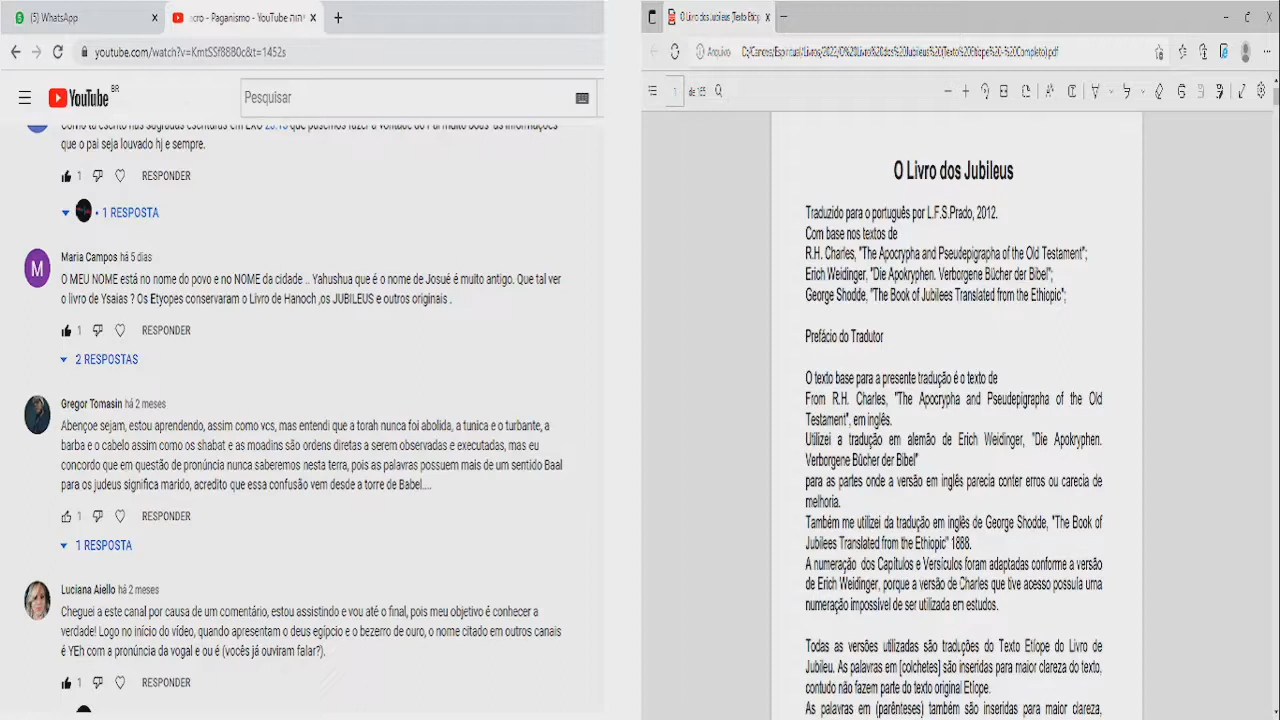 (5) WhatsApp
cro - Paganismo - YouTube יהוה
youtube.com/watch?v=KmtSSf8BB0c&t=1452s
YouTube BR
Pesquisar
que o pai seja louvado hj e sempre.
1 RESPONDER
1 RESPOSTA
M
Maria Campos há 5 dias
O MEU NOME está no nome do povo e no NOME da cidade .. Yahushua que é o nome de Josué é muito antigo. Que tal ver
o livro de Ysaias ? Os Etyopes conservaram o Livro de Hanoch ,os JUBILEUS e outros originais .
1 RESPONDER
2 RESPOSTAS
Gregor Tomasin há 2 meses
Abençoe sejam, estou aprendendo, assim como vcs, mas entendi que a torah nunca foi abolida, a tunica e o turbante, a
barba e o cabelo assim como os shabat e as moadins são ordens diretas a serem observadas e executadas, mas eu
concordo que em questão de pronúncia nunca saberemos nesta terra, pois as palavras possuem mais de um sentido Baal
para os judeus significa marido, acredito que essa confusão vem desde a torre de Babel....
1 RESPONDER
1 RESPOSTA
Luciana Aiello há 2 meses
Cheguei a este canal por causa de um comentário, estou assistindo e vou até o final, pois meu objetivo é conhecer a
verdade! Logo no início do vídeo, quando apresentam o deus egípcio e o bezerro de ouro, o nome citado em outros canais
é YEh com a pronúncia da vogal e ou é (vocês já ouviram falar?).
1 RESPONDER
O Livro dos Jubileus (Texto Etíop
Arquivo
1 de
O Livro dos Jubileus
Traduzido para o português por L.F.S.Prado, 2012.
Com base nos textos de
R.H. Charles, "The Apocrypha and Pseudepigrapha of the Old Testament";
Erich Weidinger. "Die Apokryphen. Verborgene Bücher der Bibel";
George Shodde, "The Book of Jubilees Translated from the Ethiopic";
Prefácio do Tradutor
O texto base para a presente tradução é o texto de
From R.H. Charles, "The Apocrypha and Pseudepigrapha of the Old
Testament", em inglês.
Utilizei a tradução em alemão de Erich Weidinger, "Die Apokryphen.
Verborgene Bücher der Bibel"
para as partes onde a versão em inglês parecia conter erros ou carecia de
melhoria.
Também me utilizei da tradução em inglês de George Shodde, "The Book of
Jubilees Translated from the Ethiopic" 1888.
A numeração dos Capítulos e Versículos foram adaptadas conforme a versão
de Erich Weidinger, porque a versão de Charles que tive acesso possuía uma
numeração impossível de ser utilizada em estudos.
Todas as versões utilizadas são traduções do Texto Etíope do Livro de
Jubileu. As palavras em [colchetes] são inseridas para maior clareza do texto,
contudo não fazem parte do texto original Etíope.
As palavras em (parênteses) também são inseridas para maior clareza,